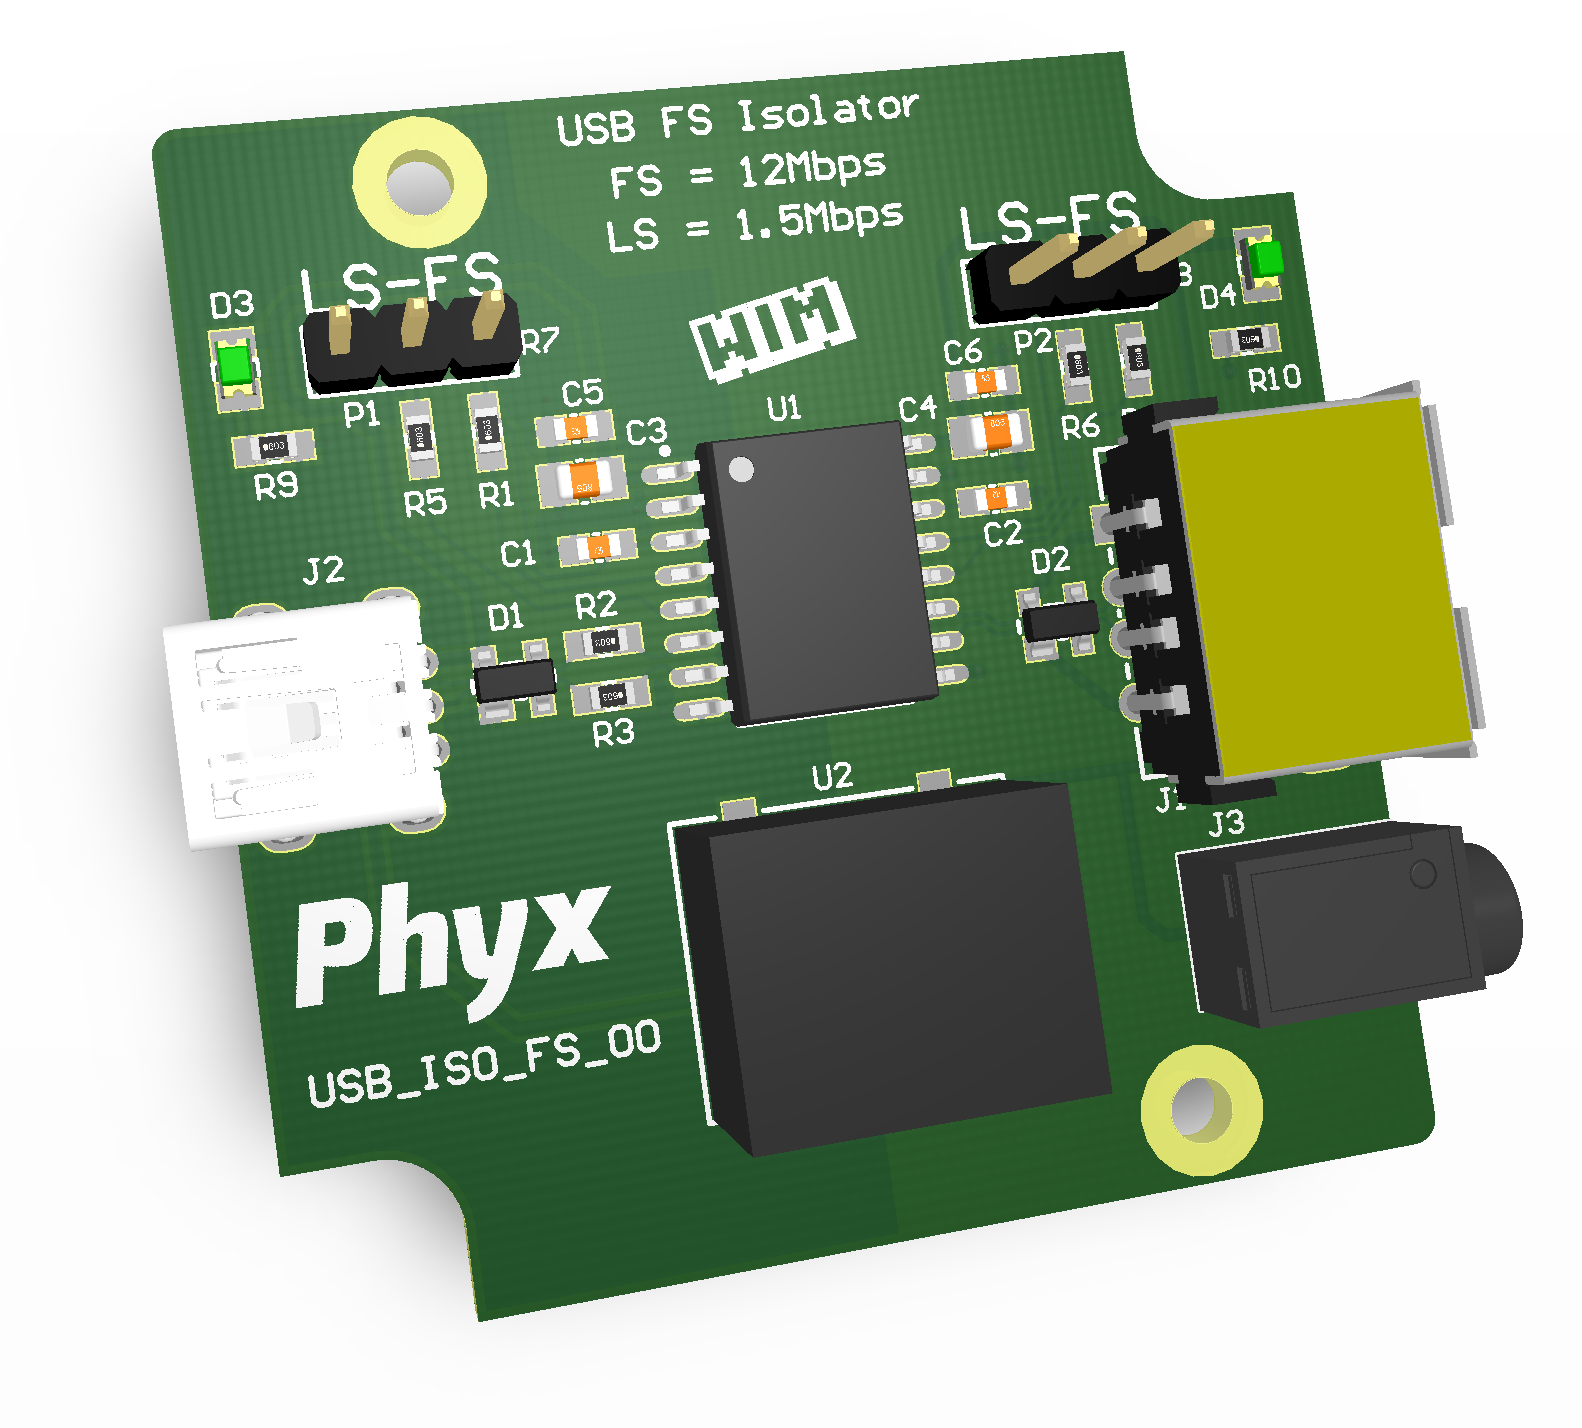 USB FS Isolator
FS = 12Mbps
LS = 1.5Mbps
LS-FS
LS-FS
D3
R7
P1
R9
R5
R1
C5
C3
U1
C4
C6
P2
D4
R10
R6
C1
C2
J2
D1
R2
R3
D2
U2
J1
J3
Phyx
USB_ISO_FS_00